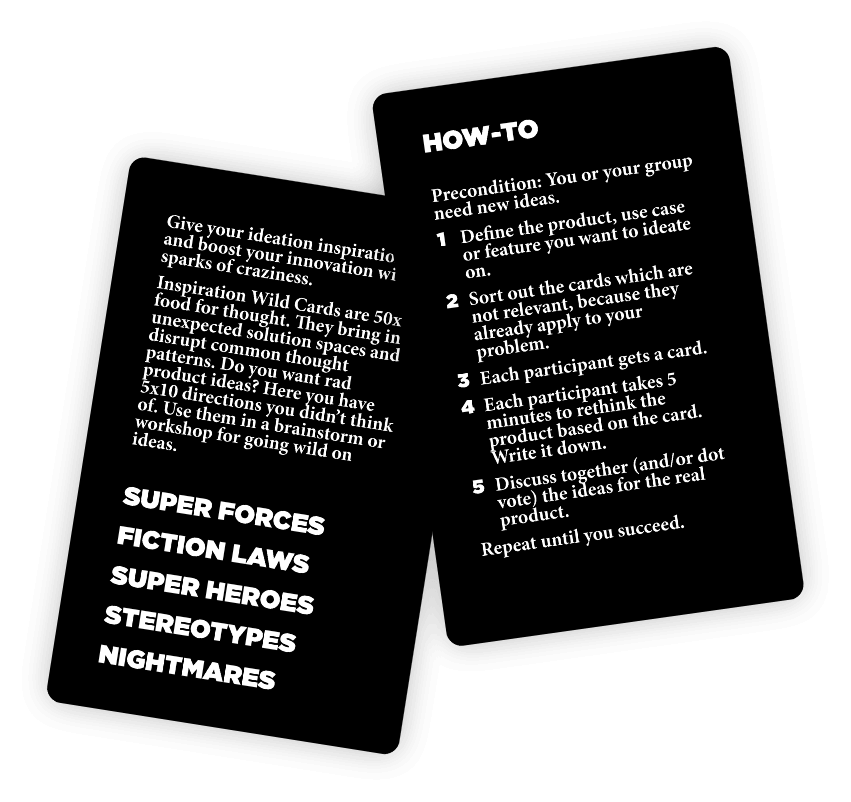 Give your ideation inspiratio
and boost your innovation wi
sparks of craziness.
Inspiration Wild Cards are 50x
food for thought. They bring in
unexpected solution spaces and
disrupt common thought
patterns. Do you want rad
product ideas? Here you have
5x10 directions you didn't think
of. Use them in a brainstorm or
workshop for going wild on
ideas.
SUPER FORCES
FICTION LAWS
SUPER HEROES
STEREOTYPES
NIGHTMARES
HOW-TO
Precondition: You or your group
need new ideas.
1 Define the product, use case
or feature you want to ideate
on.
2 Sort out the cards which are
not relevant, because they
already apply to your
problem.
3 Each participant gets a card.
4 Each participant takes 5
minutes to rethink the
product based on the card.
Write it down.
5 Discuss together (and/or dot
vote) the ideas for the real
product.
Repeat until you succeed.